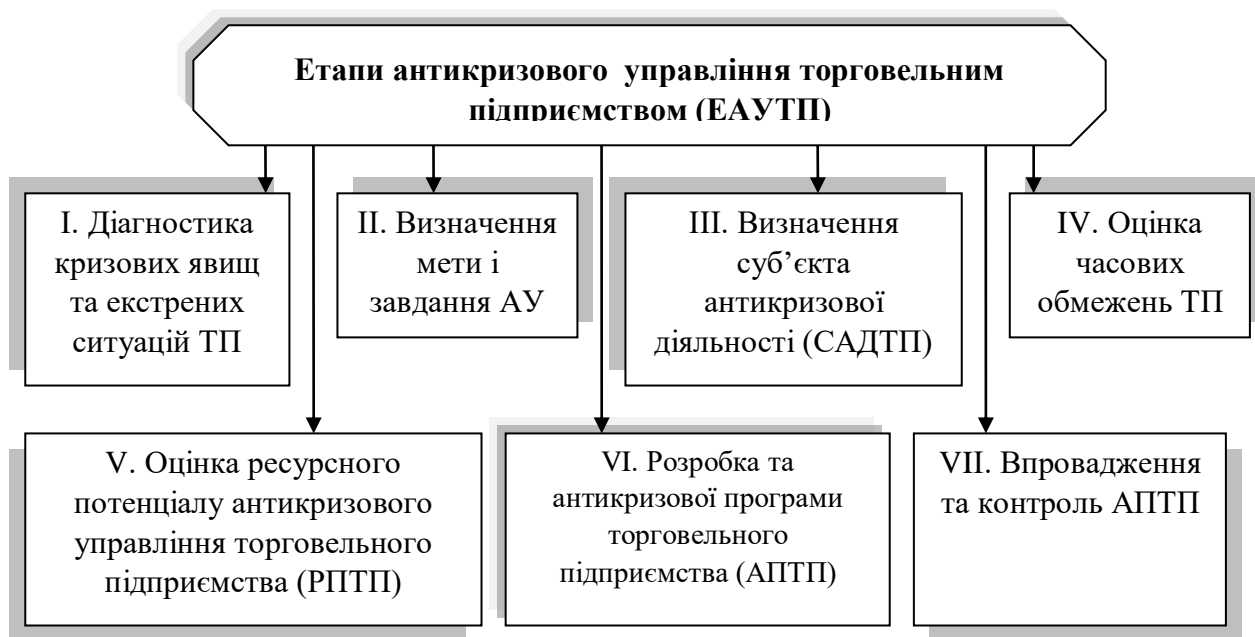 Етапи антикризового управління торговельним
підприємством (ЕАУТП)
І. Діагностика
кризових явищ
та екстрених
ситуацій ТП
ІІ. Визначення
мети і
завдання АУ
ІІІ. Визначення
суб’єкта
антикризової
діяльності (САДТП)
IV. Оцінка
часових
обмежень ТП
V. Оцінка ресурсного
потенціалу антикризового
управління торговельного
підприємства (РПТП)
VI. Розробка та
антикризової програми
торговельного
підприємства (АПТП)
VII. Впровадження
та контроль АПТП